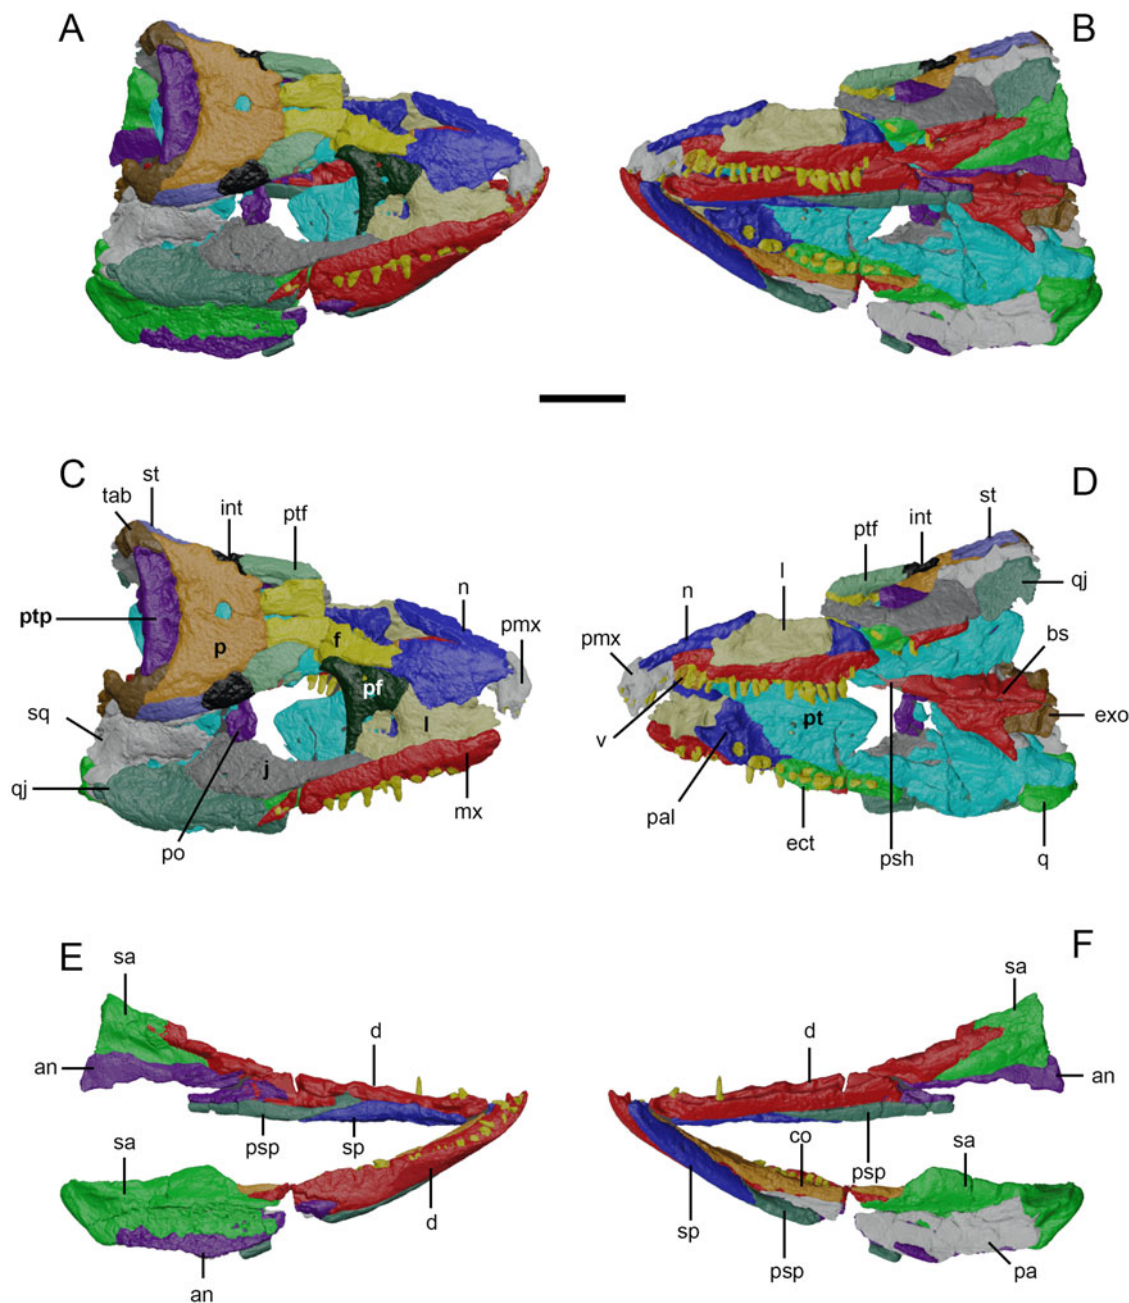 A
B
C
D
st
tab
int
ptf
n
pmx
ptp
p
f
pf
l
sq
qj
j
po
mx
st
int
ptf
l
qj
n
pmx
bs
pt
exo
v
pal
ect
psh
q
E
F
sa
d
an
psp
sp
sa
d
an
sa
d
an
co
psp
sa
sp
psp
pa